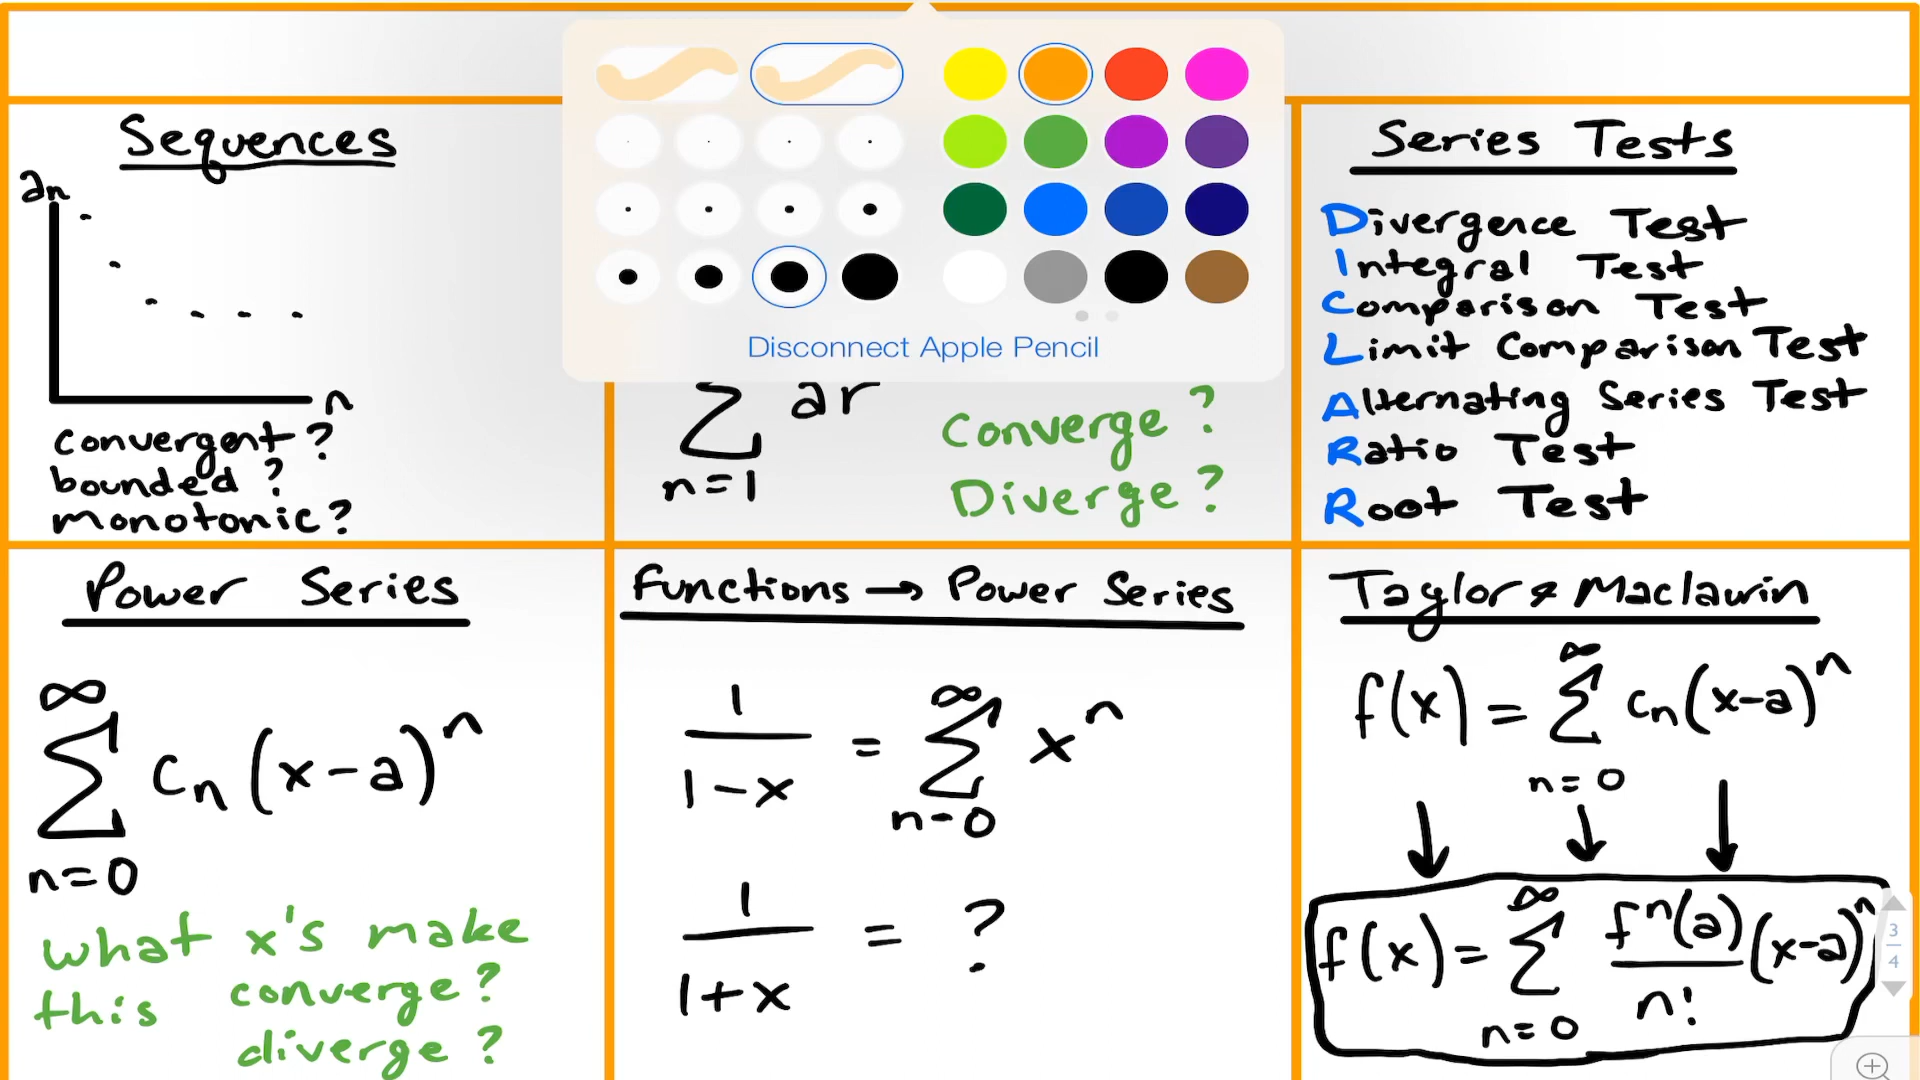 Sequences
an
n
convergent?
bounded?
monotonic?
Disconnect Apple Pencil
∑ ar
n=1
Converge?
Diverge?
Series Tests
Divergence Test
Integral Test
Comparison Test
Limit Comparison Test
Alternating Series Test
Ratio Test
Root Test
Power Series
∞
∑ cn (x-a)^n
n=0
what x's make
this converge?
diverge?
Functions → Power Series
1/(1-x) = ∞∑n-0 x^n
1/(1+x) = ?
Taylor & Maclaurin
f(x) = ∞∑n=0 cn(x-a)^n
f(x) = ∞∑n=0 f^n(a)/n! (x-a)^n
3
4